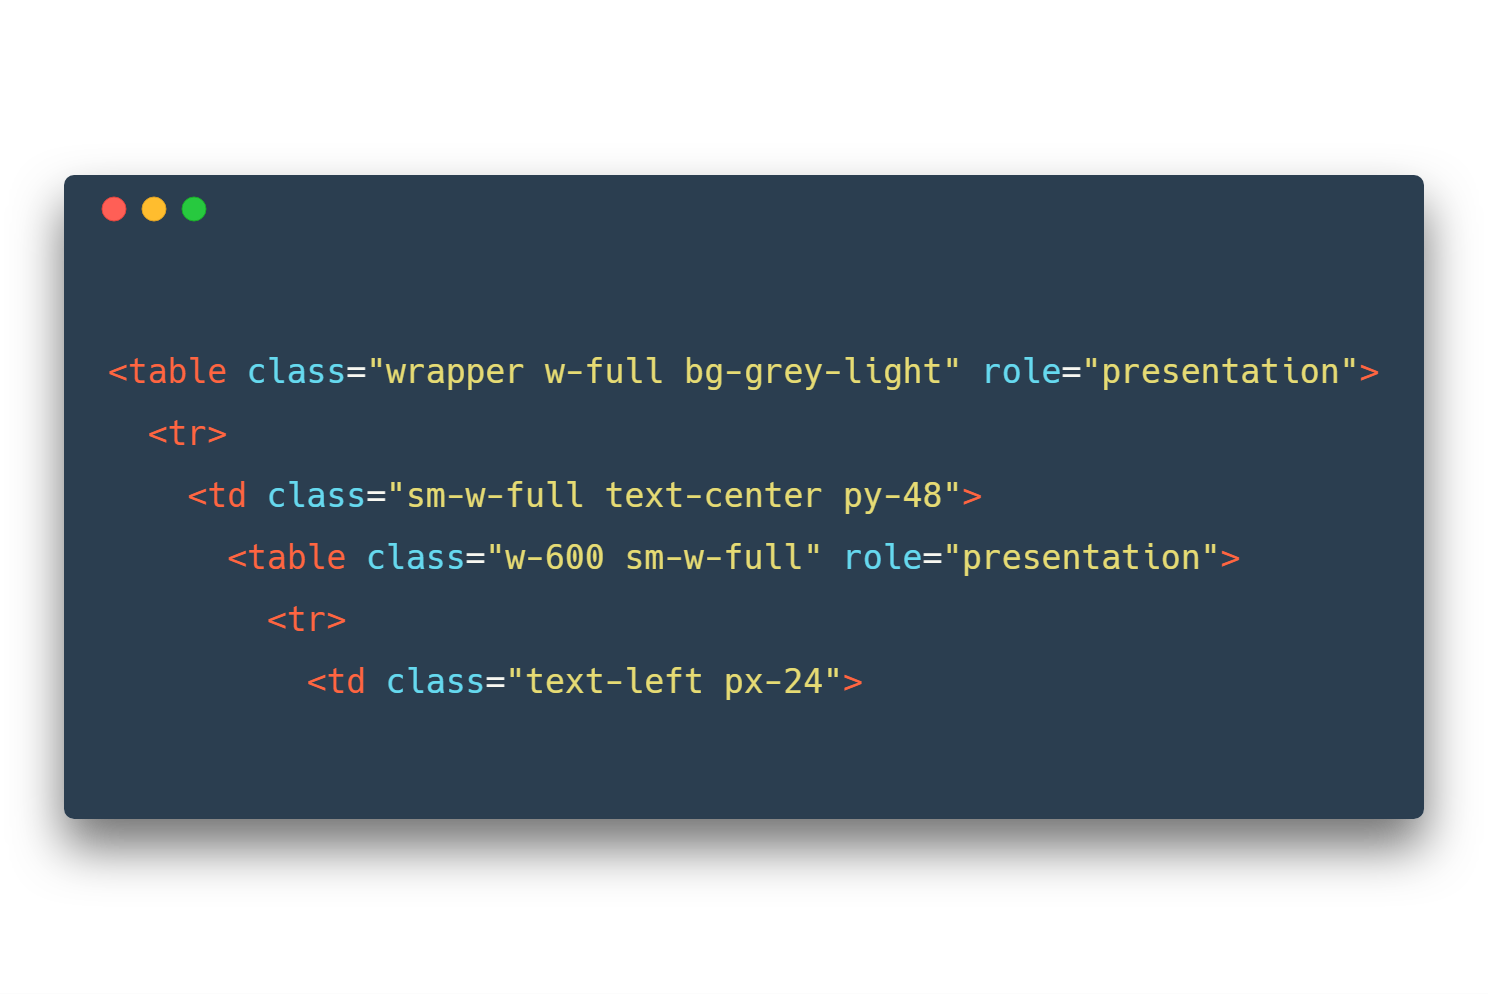 <table class="wrapper w-full bg-grey-light" role="presentation">
  <tr>
    <td class="sm-w-full text-center py-48">
      <table class="w-600 sm-w-full" role="presentation">
        <tr>
          <td class="text-left px-24">